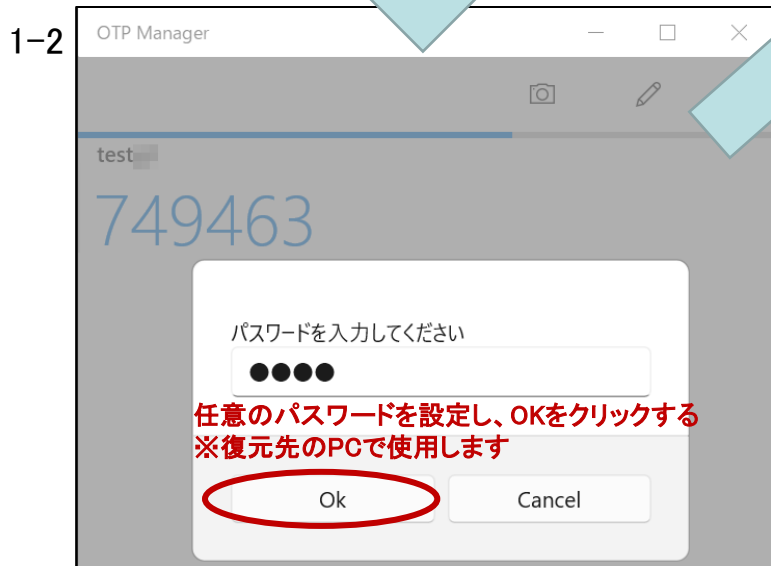 1-2
OTP Manager
test
749463
パスワードを入力してください
●●●●
任意のパスワードを設定し、OKをクリックする
※復元先のPCで使用します
Ok
Cancel